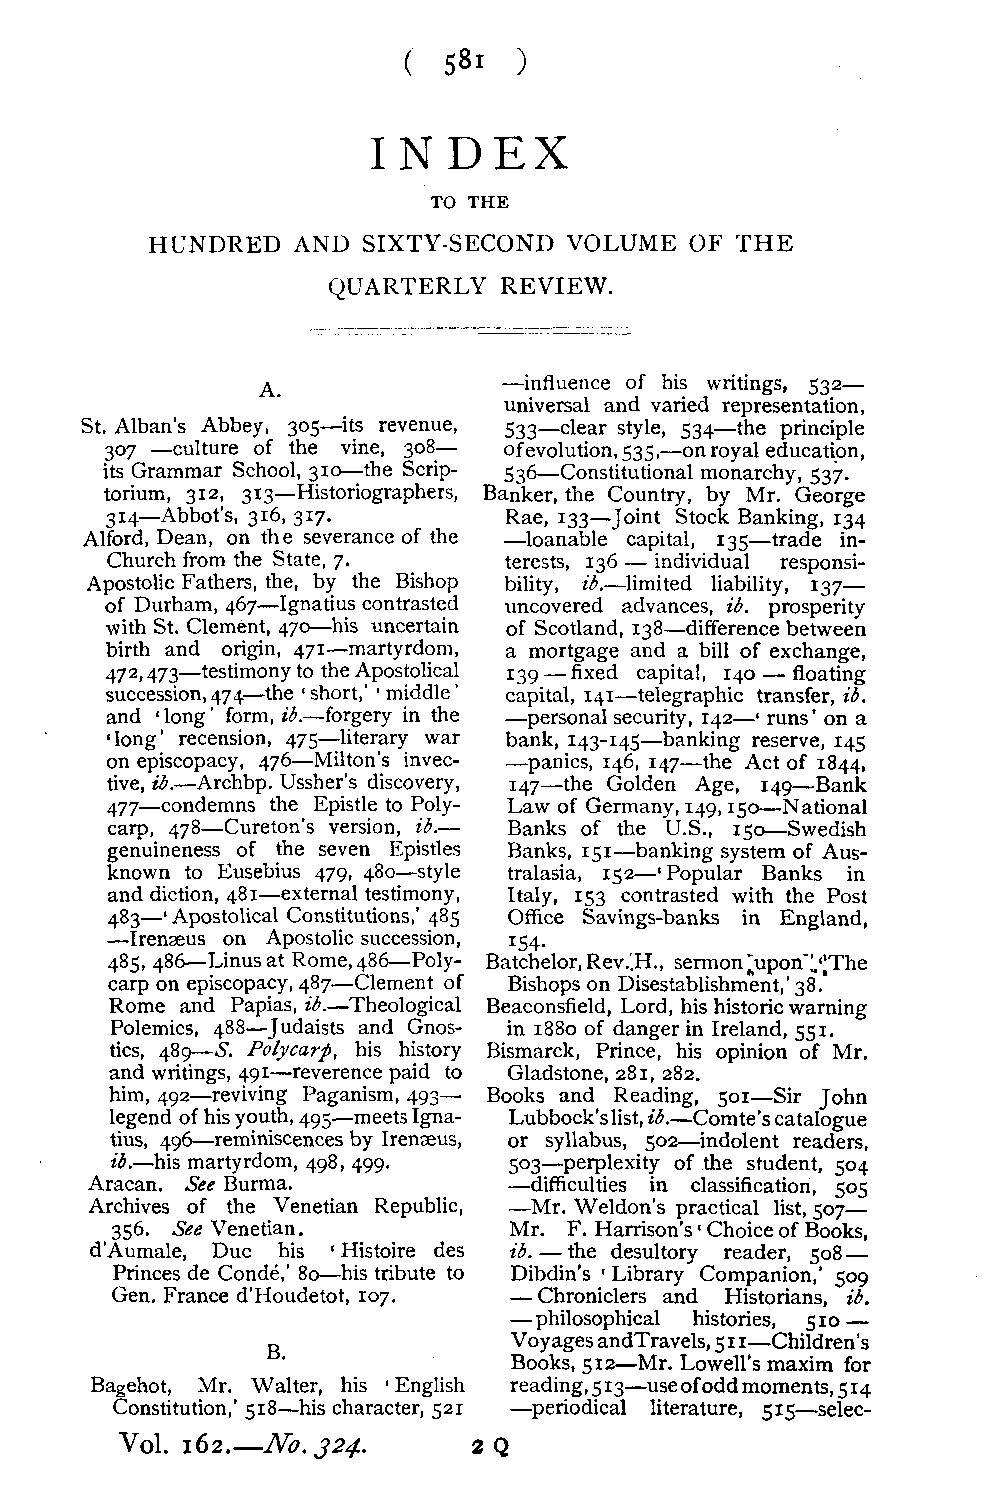 ( 581 )
INDEX
TO THE
HUNDRED AND SIXTY-SECOND VOLUME OF THE
QUARTERLY REVIEW.
A.
St. Alban's Abbey, 305—its revenue,
307 —culture of the vine, 308—
its Grammar School, 310—the Scrip-
torium, 312, 313—Historiographers,
314—Abbot's, 316, 317.
Alford, Dean, on the severance of the
Church from the State, 7.
Apostolic Fathers, the, by the Bishop
of Durham, 467—Ignatius contrasted
with St. Clement, 470—his uncertain
birth and origin, 471—martyrdom,
472, 473—testimony to the Apostolical
succession, 474—the 'short,' 'middle'
and 'long' form, ib.—forgery in the
'long' recension, 475—literary war
on episcopacy, 476—Milton's invec-
tive, ib.—Archbp. Ussher's discovery,
477—condemns the Epistle to Poly-
carp, 478—Cureton's version, ib.—
genuineness of the seven Epistles
known to Eusebius 479, 480—style
and diction, 481—external testimony,
483—'Apostolical Constitutions,' 485
—Irenæus on Apostolic succession,
485, 486—Linus at Rome, 486—Poly-
carp on episcopacy, 487—Clement of
Rome and Papias, ib.—Theological
Polemics, 488—Judaists and Gnos-
tics, 489—S. Polycarp, his history
and writings, 491—reverence paid to
him, 492—reviving Paganism, 493—
legend of his youth, 495—meets Igna-
tius, 496—reminiscences by Irenæus,
ib.—his martyrdom, 498, 499.
Aracan. See Burma.
Archives of the Venetian Republic,
356. See Venetian.
d'Aumale, Duc his 'Histoire des
Princes de Condé,' 80—his tribute to
Gen. France d'Houdetot, 107.
B.
Bagehot, Mr. Walter, his 'English
Constitution,' 518—his character, 521
—influence of his writings, 532—
universal and varied representation,
533—clear style, 534—the principle
of evolution, 535,—on royal education,
536—Constitutional monarchy, 537.
Banker, the Country, by Mr. George
Rae, 133—Joint Stock Banking, 134
—loanable capital, 135—trade in-
terests, 136 — individual responsi-
bility, ib.—limited liability, 137—
uncovered advances, ib. prosperity
of Scotland, 138—difference between
a mortgage and a bill of exchange,
139 — fixed capital, 140 — floating
capital, 141—telegraphic transfer, ib.
—personal security, 142—'runs' on a
bank, 143-145—banking reserve, 145
—panics, 146, 147—the Act of 1844,
147—the Golden Age, 149—Bank
Law of Germany, 149, 150—National
Banks of the U.S., 150—Swedish
Banks, 151—banking system of Aus-
tralasia, 152—'Popular Banks in
Italy, 153 contrasted with the Post
Office Savings-banks in England,
154.
Batchelor, Rev. H., sermon upon 'The
Bishops on Disestablishment,' 38.
Beaconsfield, Lord, his historic warning
in 1880 of danger in Ireland, 551.
Bismarck, Prince, his opinion of Mr.
Gladstone, 281, 282.
Books and Reading, 501—Sir John
Lubbock's list, ib.—Comte's catalogue
or syllabus, 502—indolent readers,
503—perplexity of the student, 504
—difficulties in classification, 505
—Mr. Weldon's practical list, 507—
Mr. F. Harrison's 'Choice of Books,
ib. — the desultory reader, 508 —
Dibdin's 'Library Companion,' 509
— Chroniclers and Historians, ib.
— philosophical histories, 510 —
Voyages and Travels, 511—Children's
Books, 512—Mr. Lowell's maxim for
reading, 513—use of odd moments, 514
—periodical literature, 515—selec-
Vol. 162.—No. 324. 2 Q